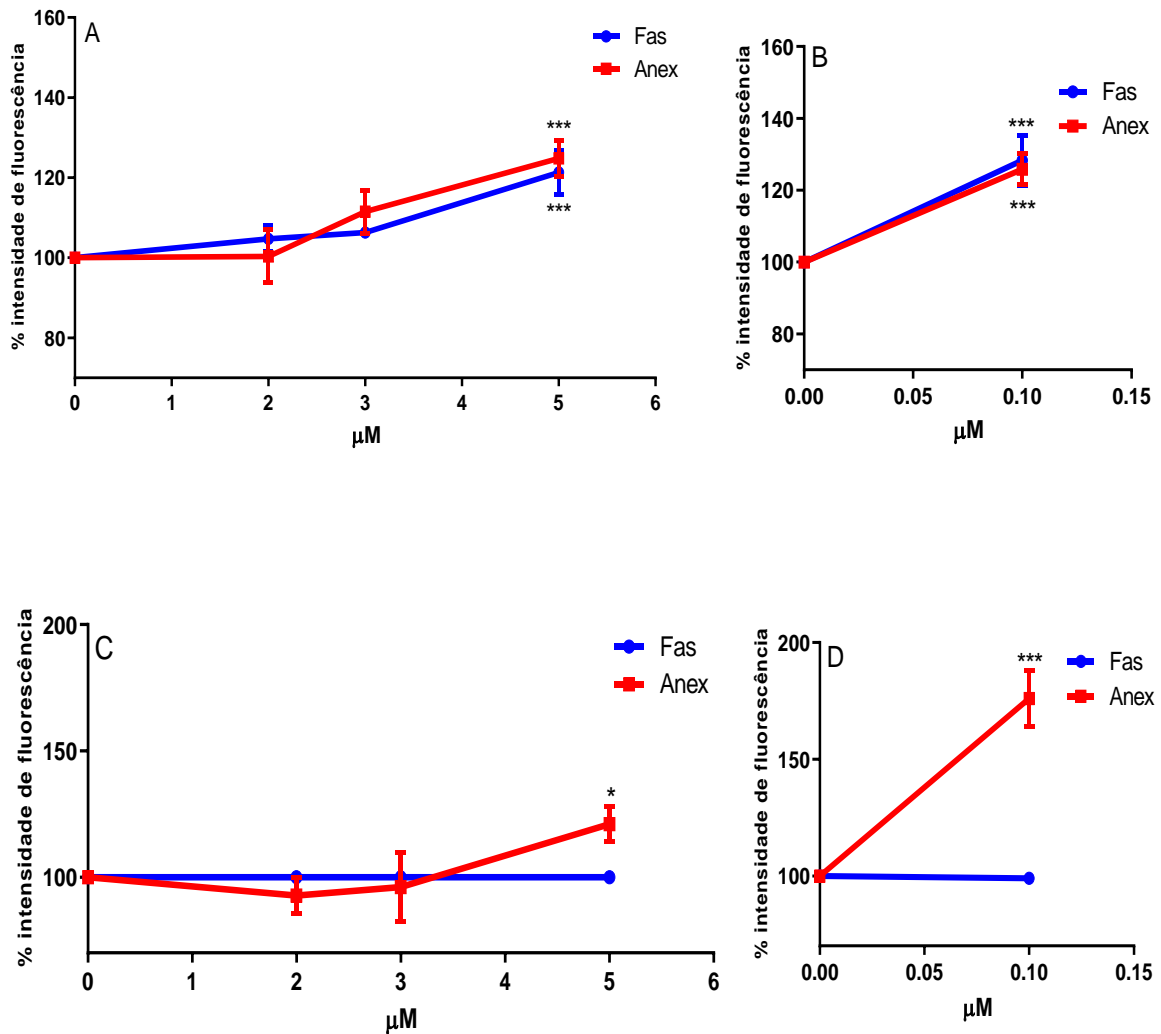 A
Fas
Anex
% intensidade de fluorescência
160
140
120
100
80
***
***
0
1
2
3
4
5
6
µM
B
Fas
Anex
% intensidade de fluorescência
160
140
120
100
80
***
***
0.00
0.05
0.10
0.15
µM
C
Fas
Anex
% intensidade de fluorescência
200
150
100
*
0
1
2
3
4
5
6
µM
D
Fas
Anex
% intensidade de fluorescência
200
150
100
***
0.00
0.05
0.10
0.15
µM